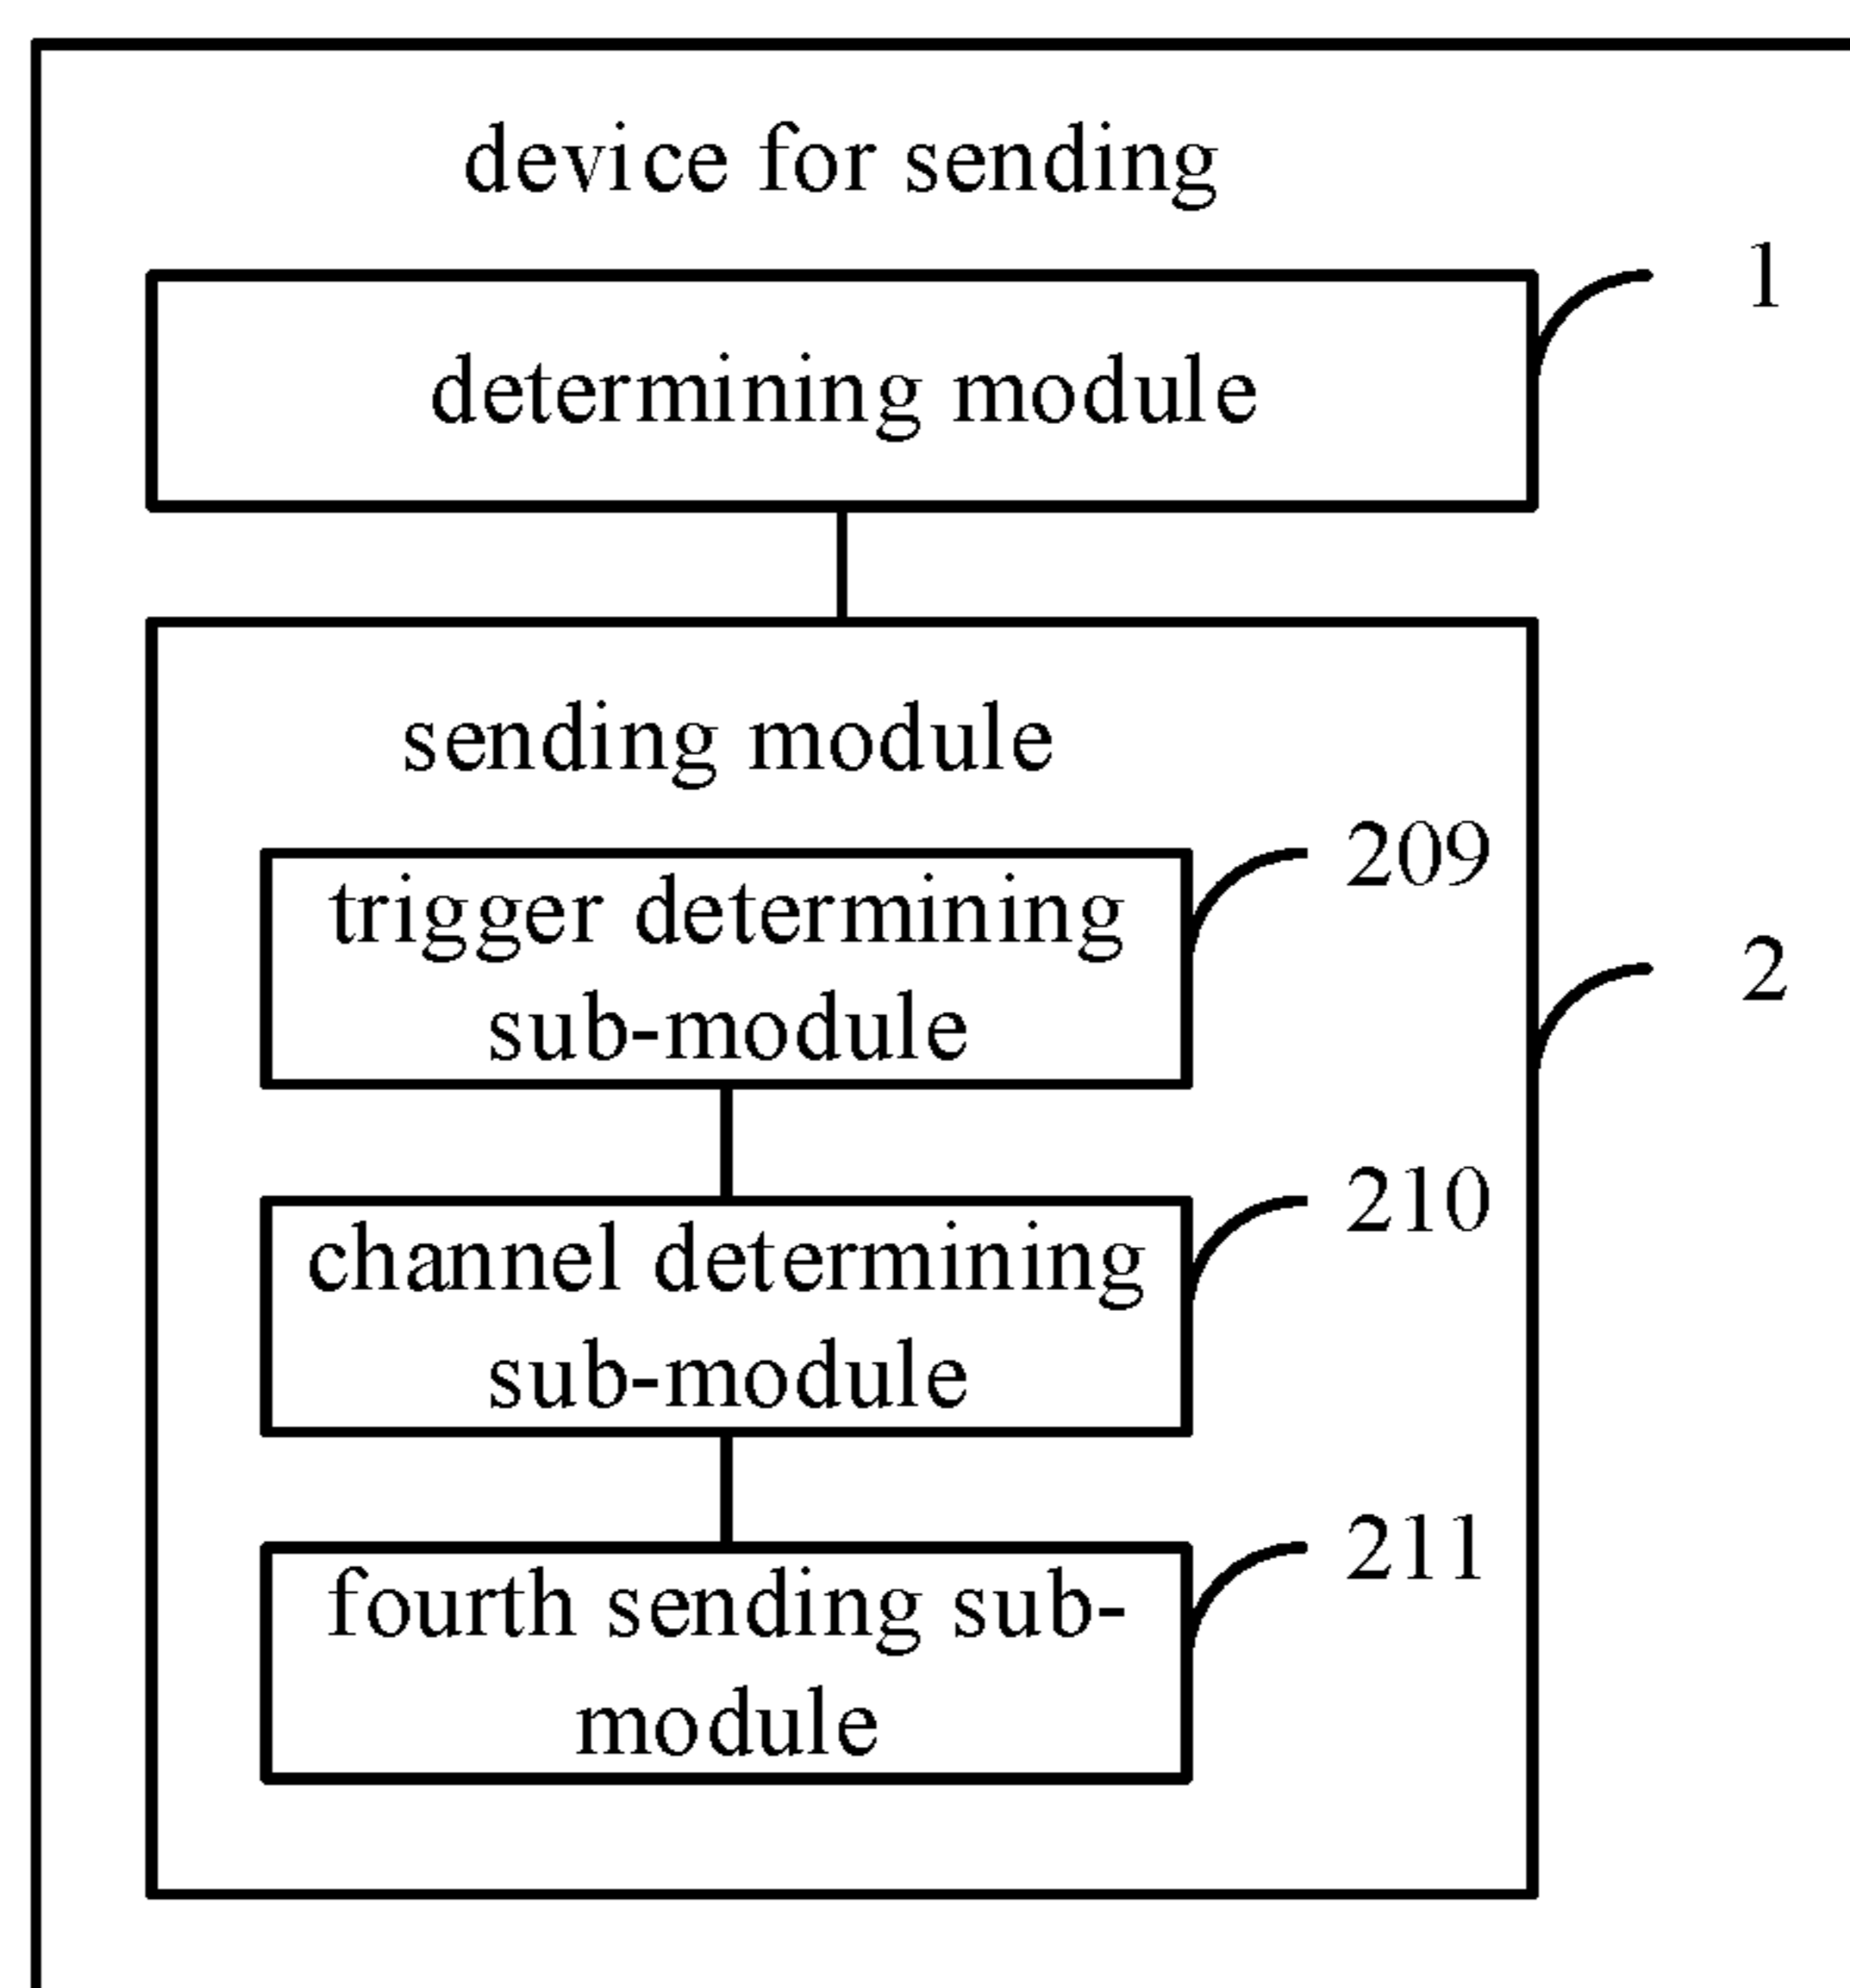 device for sending
1
determining module
sending module
209
trigger determining
sub-module
2
210
channel determining
sub-module
211
fourth sending sub-
module